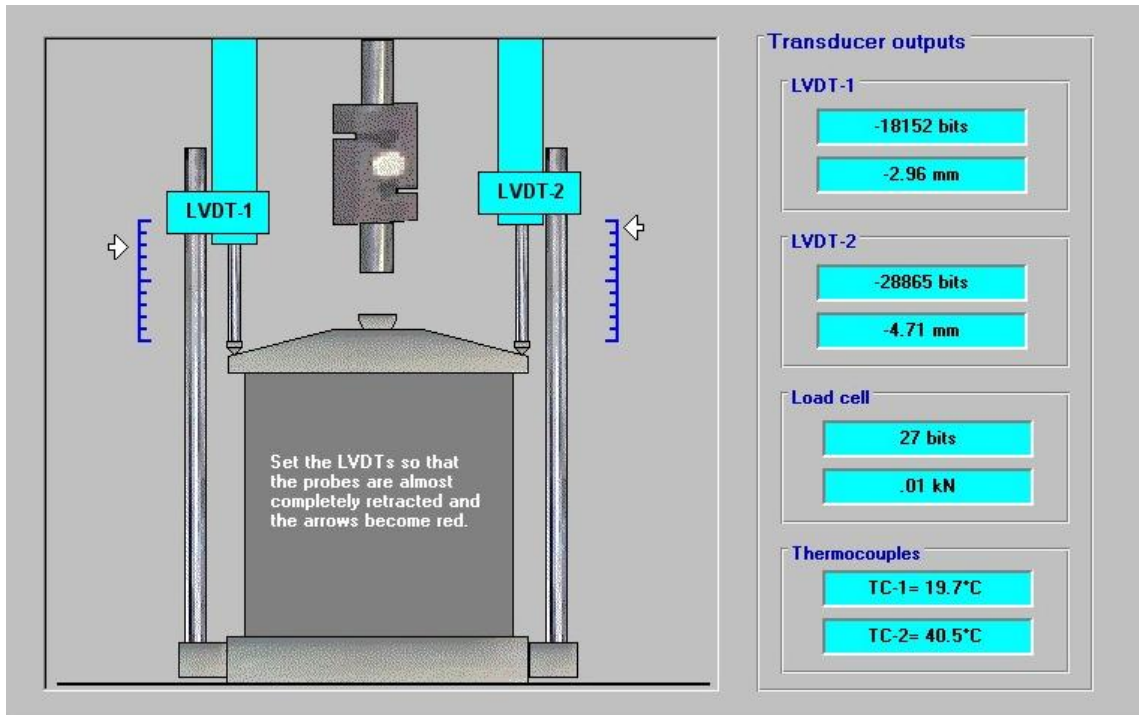 LVDT-1
LVDT-2
Set the LVDTs so that
the probes are almost
completely retracted and
the arrows become red.
Transducer outputs
LVDT-1
-18152 bits
-2.96 mm
LVDT-2
-28865 bits
-4.71 mm
Load cell
27 bits
.01 kN
Thermocouples
TC-1= 19.7*C
TC-2= 40.5*C